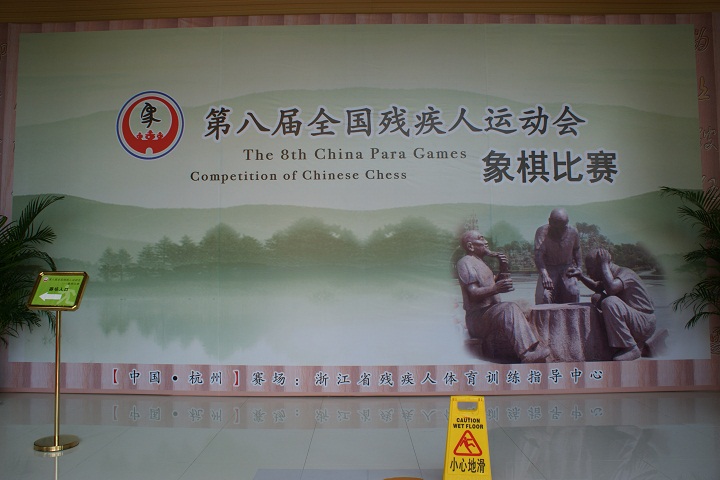 象
第八届全国残疾人运动会
The 8th China Para Games
象棋比赛
Competition of Chinese Chess
【中国·杭州】赛场：浙江省残疾人体育训练指导中心
CAUTION
WET FLOOR
小心地滑